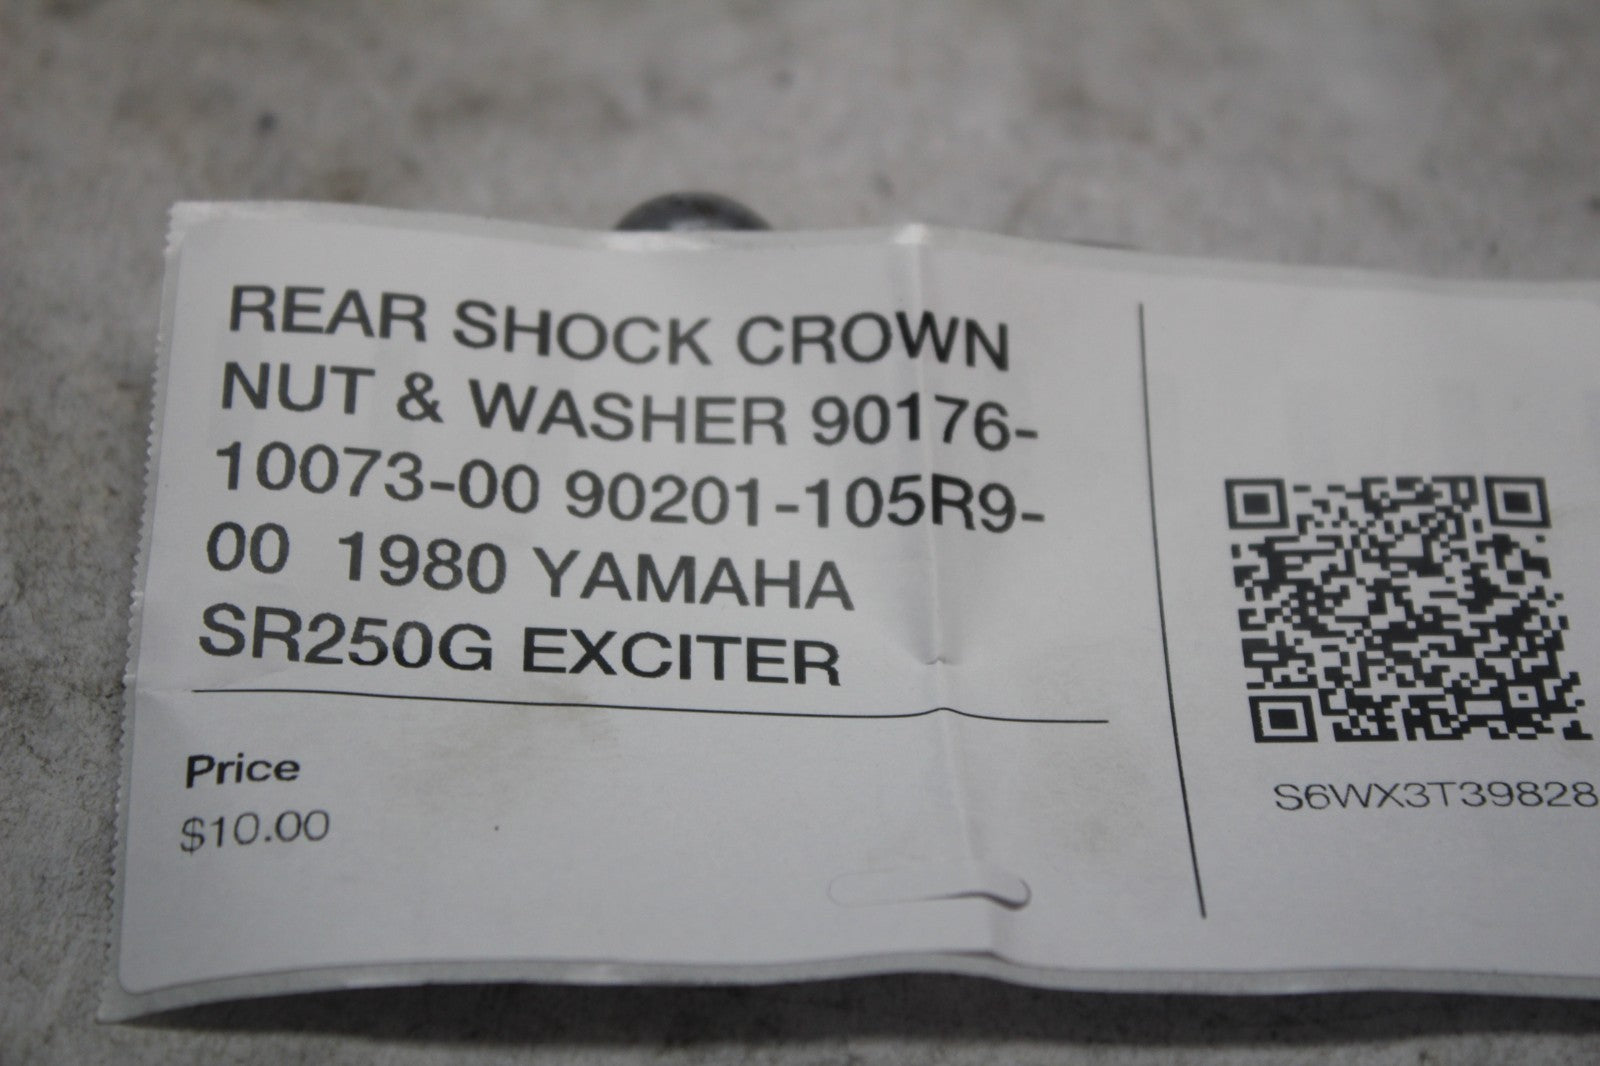 REAR SHOCK CROWN
NUT & WASHER 90176-
10073-00 90201-105R9-
00 1980 YAMAHA
SR250G EXCITER
Price
$10.00
S6WX3T39828